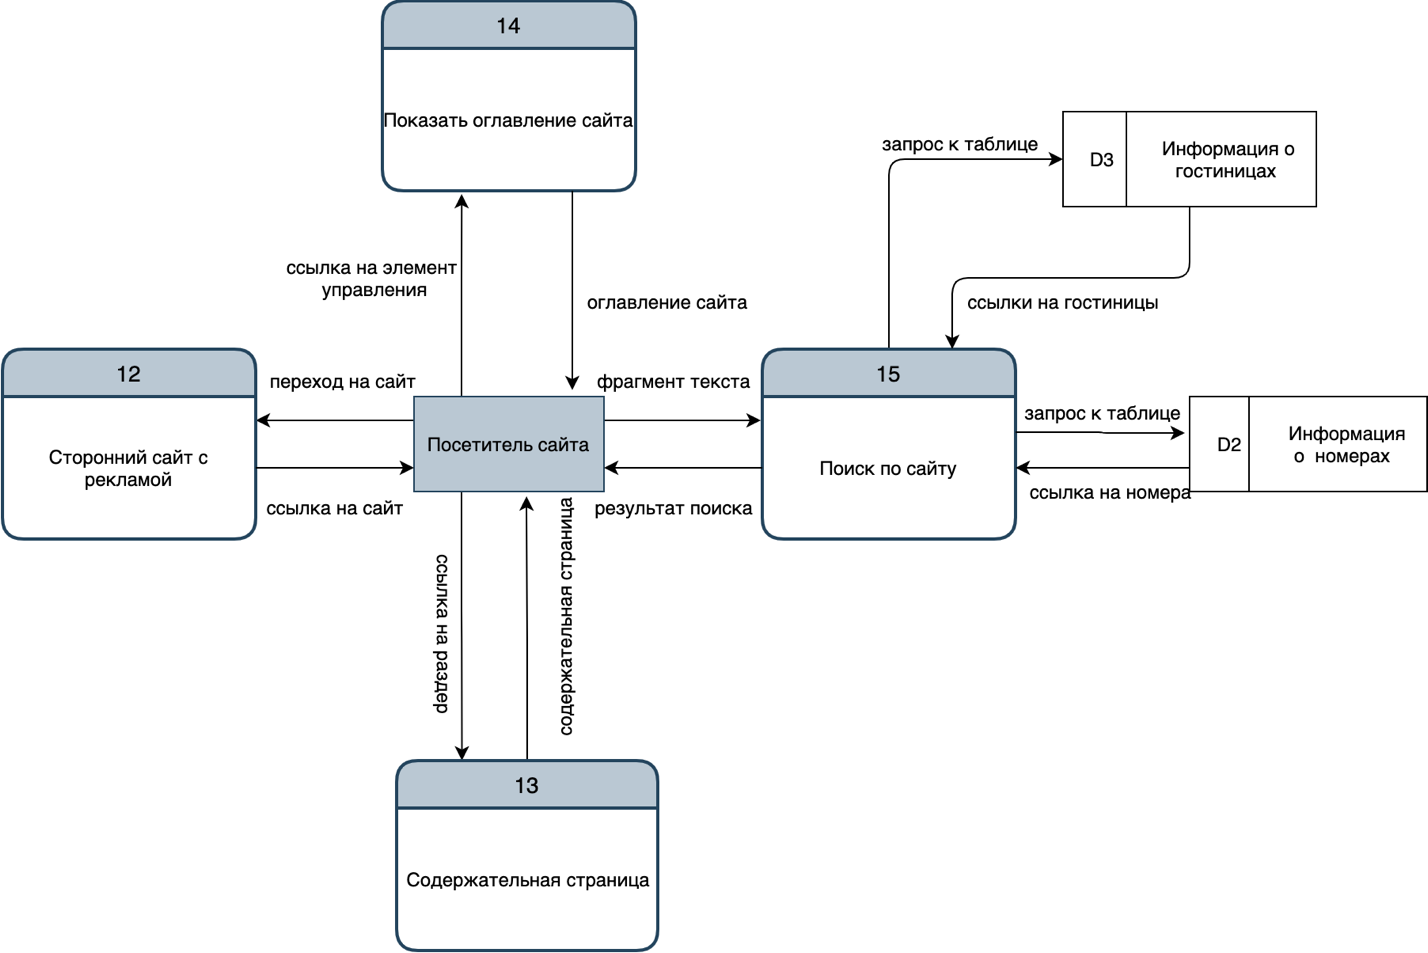 14
Показать оглавление сайта
запрос к таблице
D3
Информация о
гостиницах
ссылка на элемент
управления
оглавление сайта
ссылки на гостиницы
12
переход на сайт
фрагмент текста
15
Сторонний сайт с
рекламой
Посетитель сайта
Поиск по сайту
запрос к таблице
D2
Информация
о номерах
ссылка на номера
ссылка на сайт
результат поиска
ссылка на раздер
содержательная страница
13
Содержательная страница